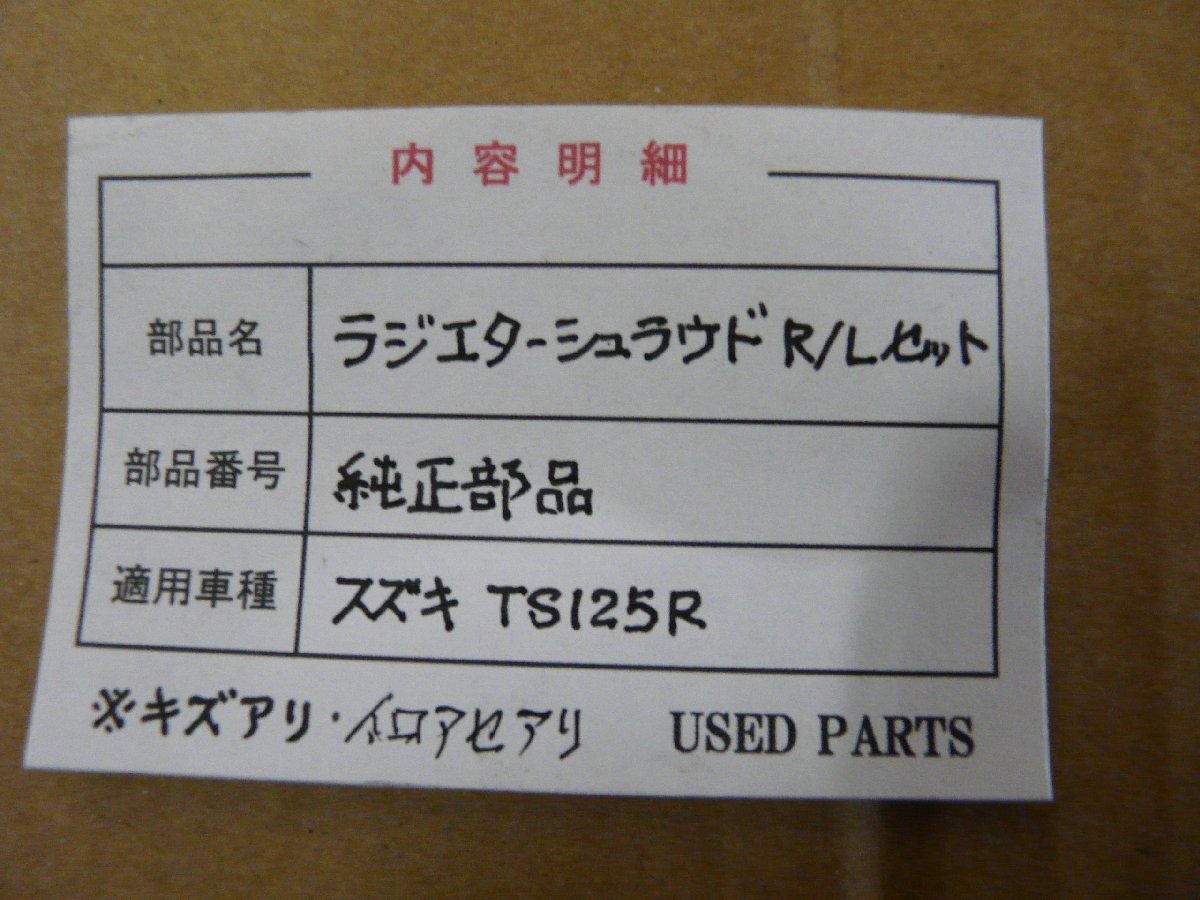 内容明細
部品名 ラジエターシュラウド R/Lセット
部品番号 純正部品
適用車種 スズキ TS125R
※キズアリ・イロアセアリ USED PARTS